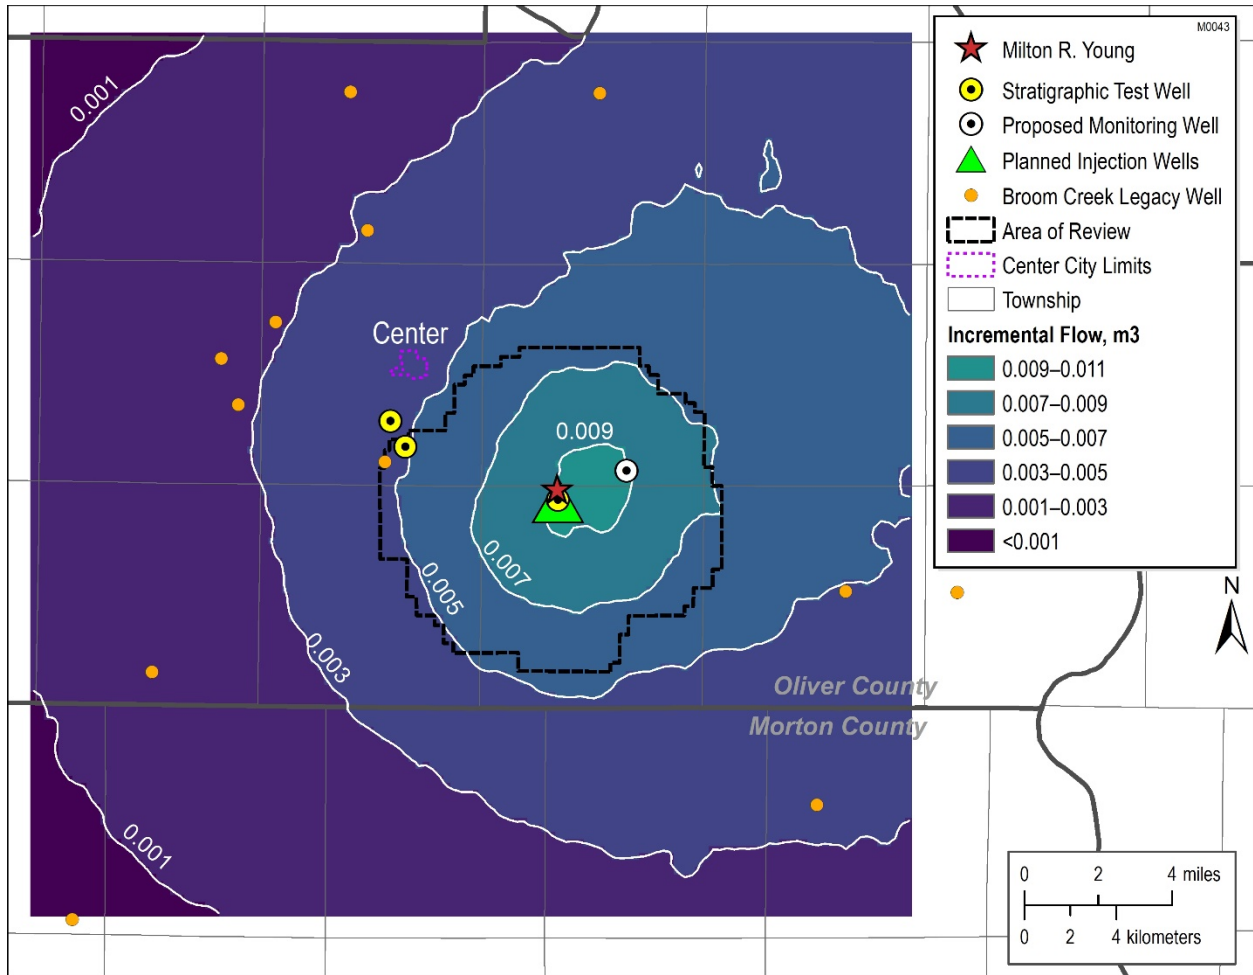 M0043
Milton R. Young
Stratigraphic Test Well
Proposed Monitoring Well
Planned Injection Wells
Broom Creek Legacy Well
Area of Review
Center City Limits
Township
Incremental Flow, m3
0.009–0.011
0.007–0.009
0.005–0.007
0.003–0.005
0.001–0.003
<0.001
0.001
Center
0.009
0.007
0.005
0.003
0.001
Oliver County
Morton County
N
0 2 4 miles
0 2 4 kilometers